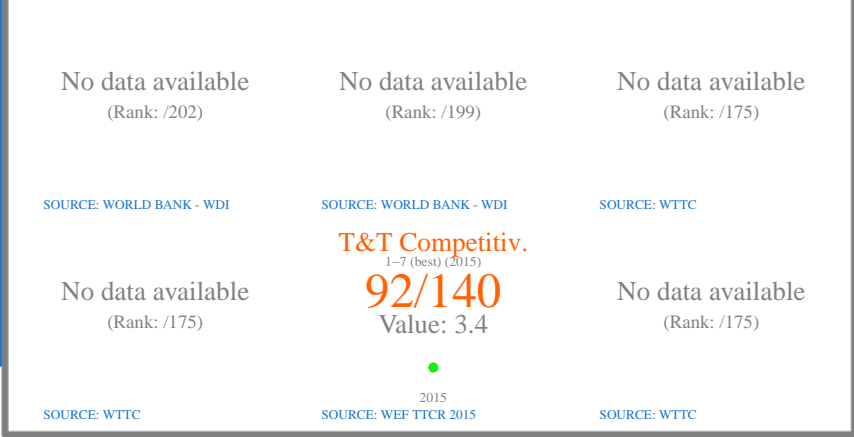 No data available
(Rank: /202)
SOURCE: WORLD BANK - WDI
No data available
(Rank: /199)
SOURCE: WORLD BANK - WDI
No data available
(Rank: /175)
SOURCE: WTTC
No data available
(Rank: /175)
SOURCE: WTTC
T&T Competitiv.
1–7 (best) (2015)
92/140
Value: 3.4
2015
SOURCE: WEF TTCR 2015
No data available
(Rank: /175)
SOURCE: WTTC